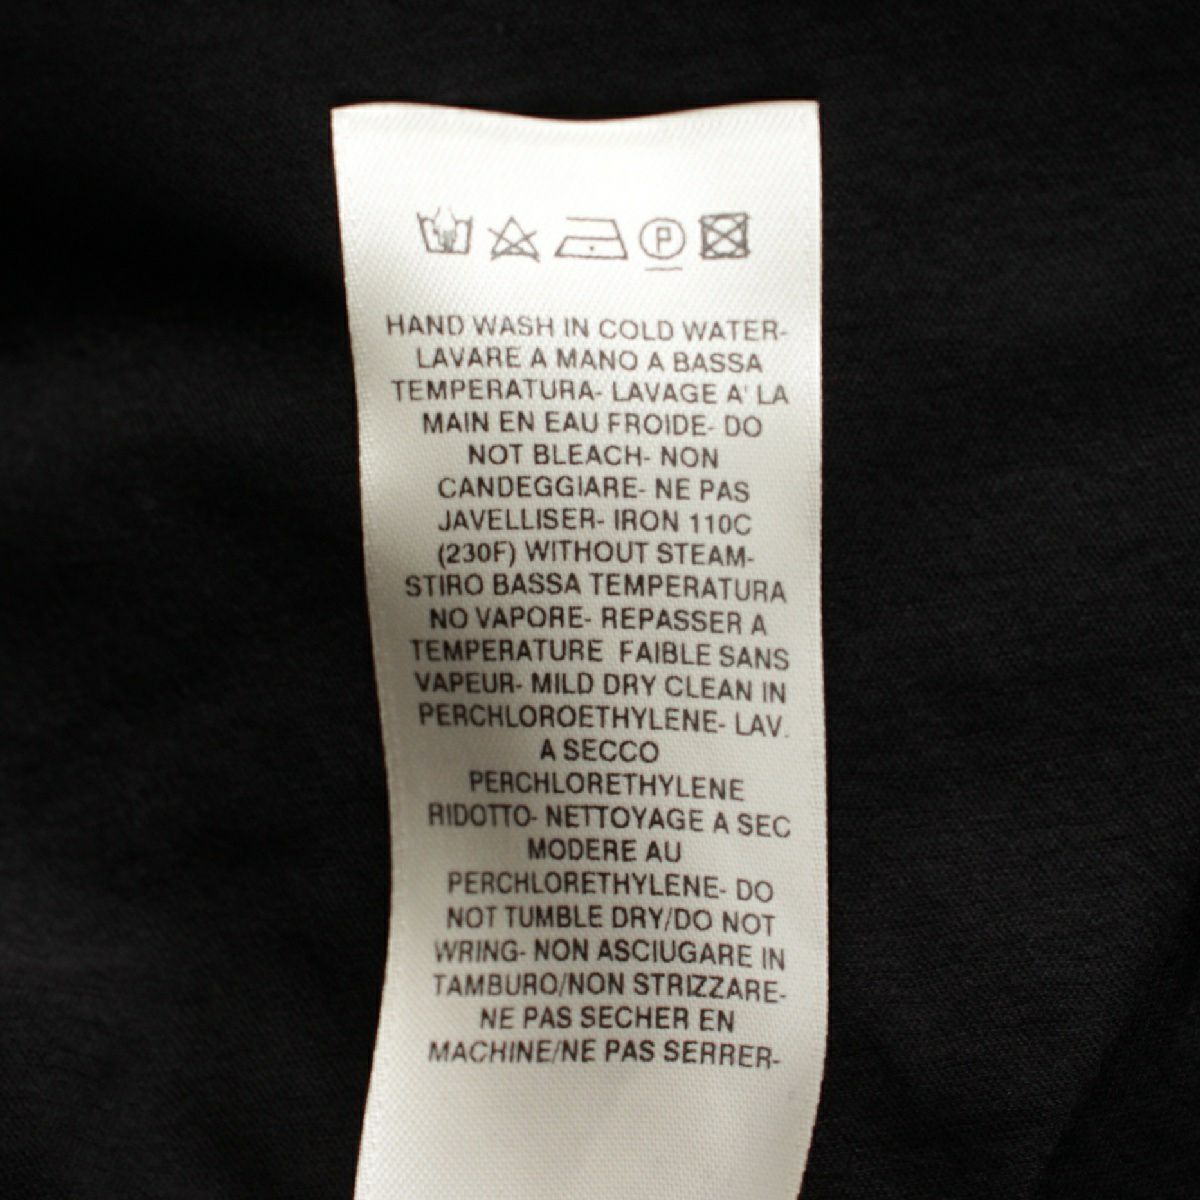 P
HAND WASH IN COLD WATER-
LAVARE A MANO A BASSA
TEMPERATURA- LAVAGE A' LA
MAIN EN EAU FROIDE- DO
NOT BLEACH- NON
CANDEGGIARE- NE PAS
JAVELLISER- IRON 110C
(230F) WITHOUT STEAM-
STIRO BASSA TEMPERATURA
NO VAPORE- REPASSER A
TEMPERATURE FAIBLE SANS
VAPEUR- MILD DRY CLEAN IN
PERCHLOROETHYLENE- LAV.
A SECCO
PERCHLORETHYLENE
RIDOTTO- NETTOYAGE A SEC
MODERE AU
PERCHLORETHYLENE- DO
NOT TUMBLE DRY/DO NOT
WRING- NON ASCIUGARE IN
TAMBURO/NON STRIZZARE-
NE PAS SECHER EN
MACHINE/NE PAS SERRER-